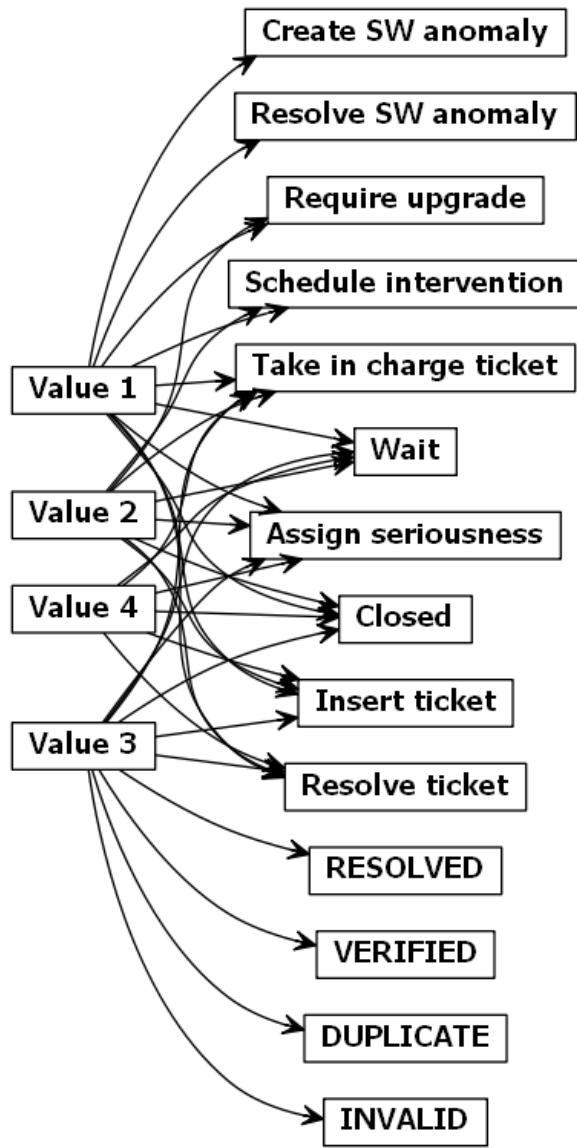 Create SW anomaly
Resolve SW anomaly
Require upgrade
Schedule intervention
Value 1
Take in charge ticket
Wait
Value 2
Assign seriousness
Value 4
Closed
Insert ticket
Value 3
Resolve ticket
RESOLVED
VERIFIED
DUPLICATE
INVALID